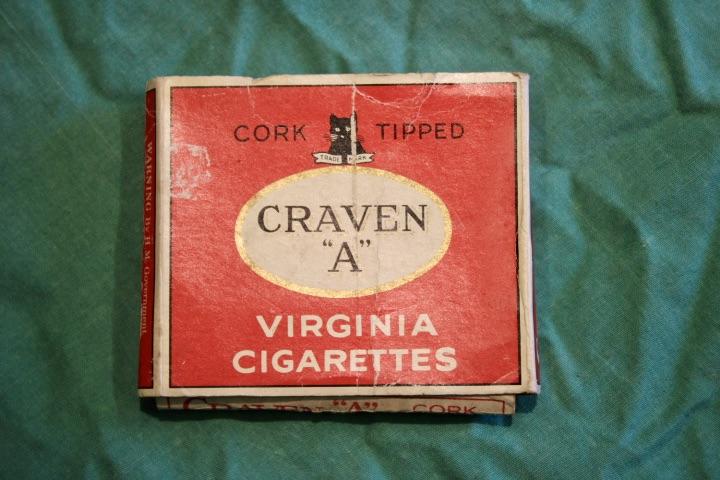 CORK TIPPED
TRADE MARK
CRAVEN
"A"
VIRGINIA
CIGARETTES
WARNING By H. M. Government
CRAVEN "A" CORK